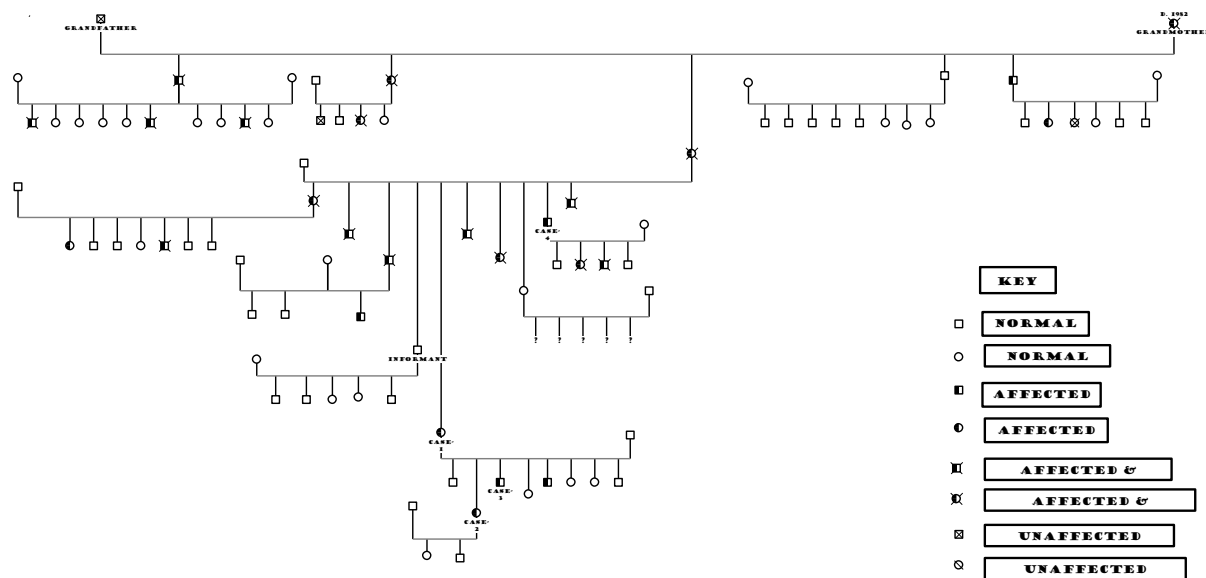 D. 1982
GRANDFATHER
GRANDMOTHER
CASE-
4
? ? ? ? ?
INFORMANT
CASE-
1
CASE-
3
CASE-
2
KEY
NORMAL
NORMAL
AFFECTED
AFFECTED
AFFECTED &
AFFECTED &
UNAFFECTED
UNAFFECTED